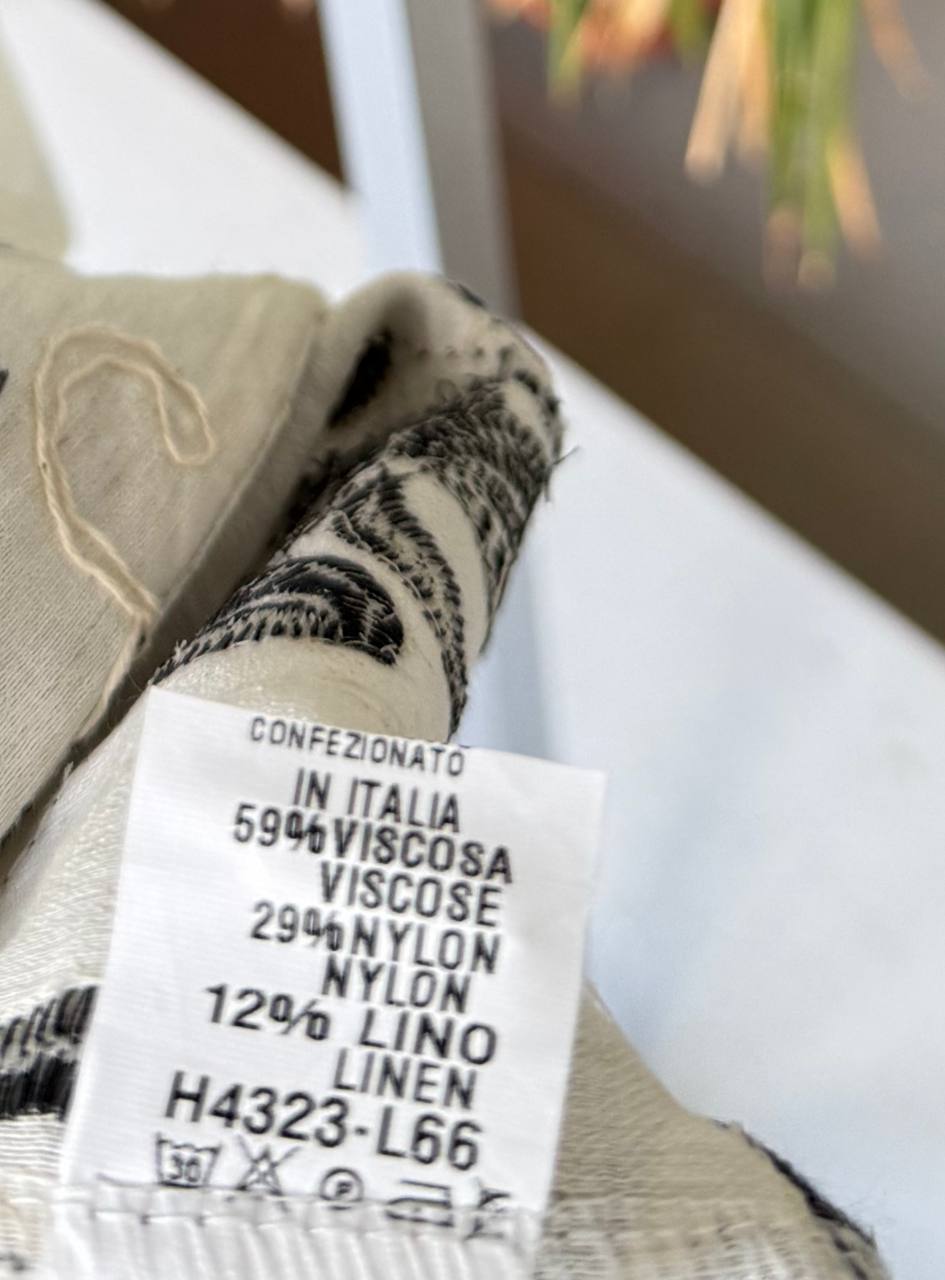 CONFEZIONATO
IN ITALIA
59%VISCOSA
VISCOSE
29%NYLON
NYLON
12% LINO
LINEN
H4323-L66
30 P